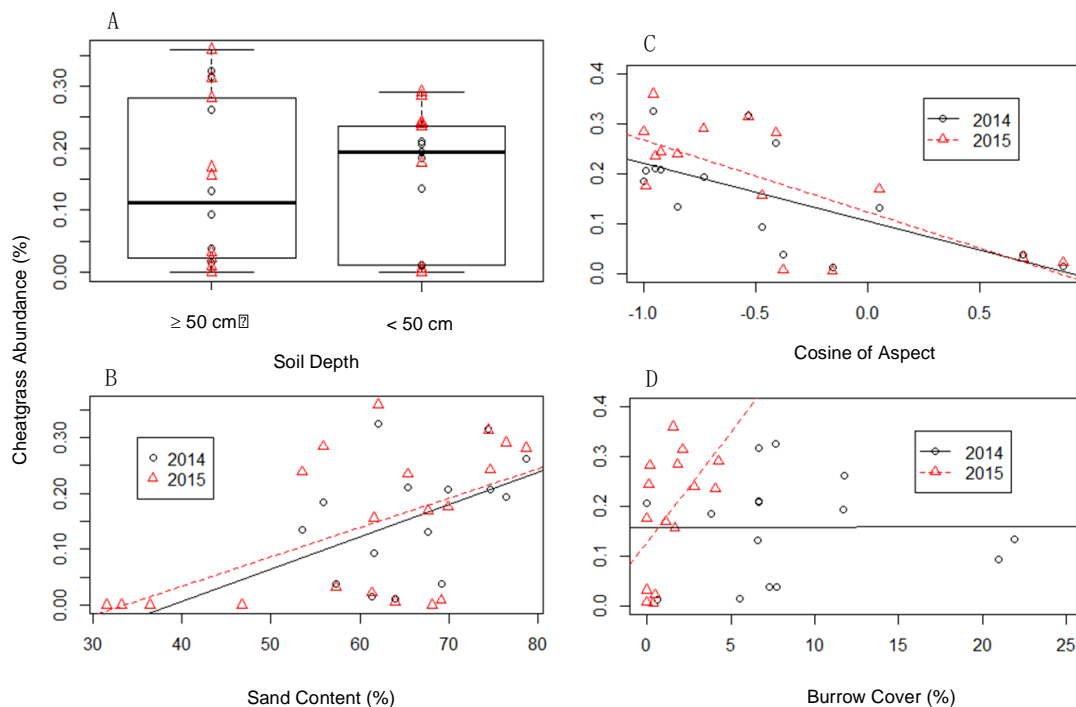 A
0.00 0.10 0.20 0.30
≥ 50 cm
< 50 cm
Soil Depth
C
0.0 0.1 0.2 0.3 0.4
2014
2015
-1.0 -0.5 0.0 0.5
Cosine of Aspect
Cheatgrass Abundance (%)
B
0.00 0.10 0.20 0.30
2014
2015
30 40 50 60 70 80
Sand Content (%)
D
0.0 0.1 0.2 0.3 0.4
2014
2015
0 5 10 15 20 25
Burrow Cover (%)